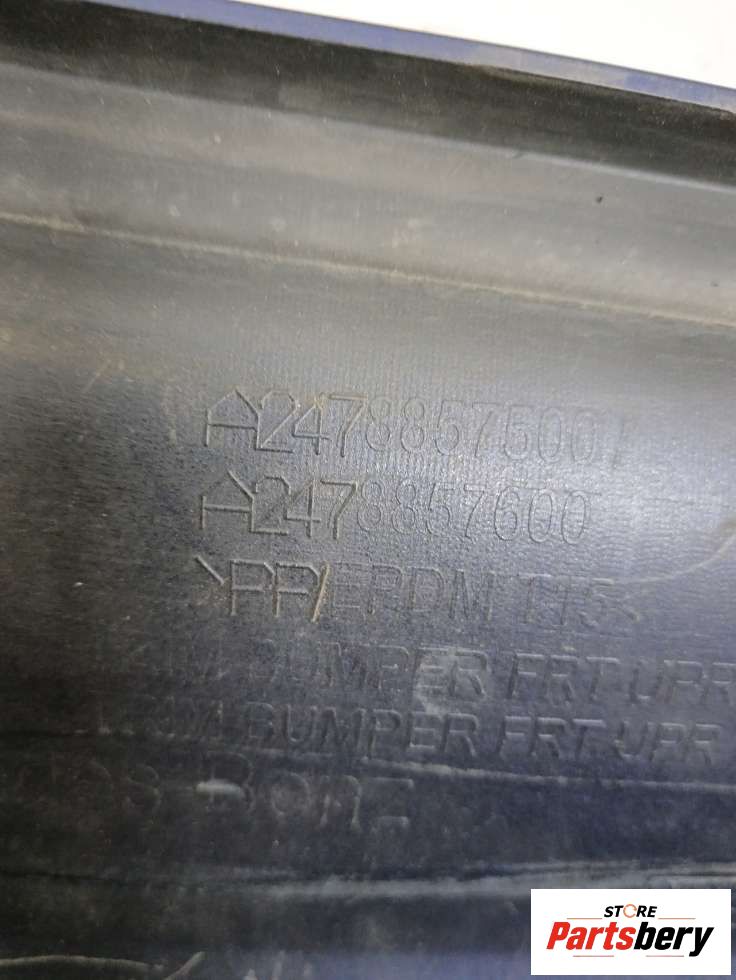 A2478857500
A2478857600
>PP/EPDM T15<
BUMPER FRT UPR
BUMPER FRT UPR
STORE
Partsbery